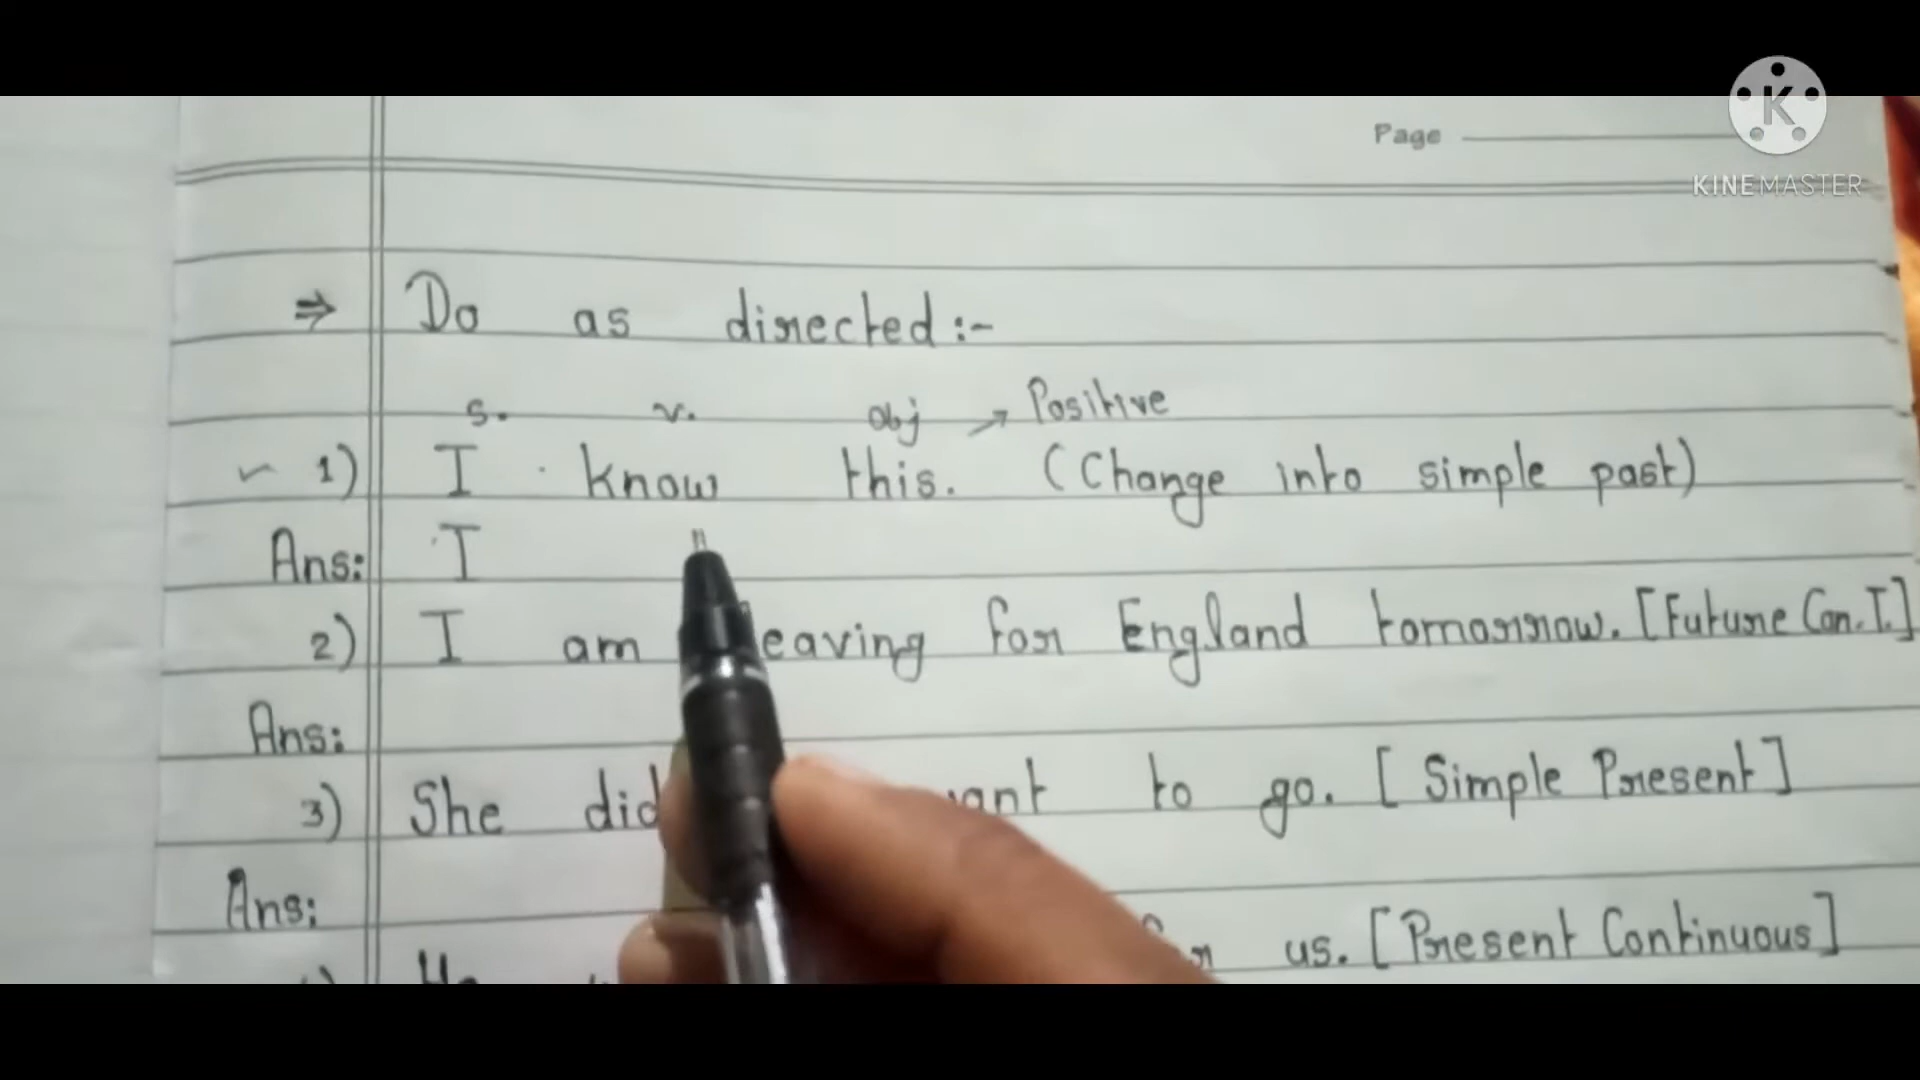 Page
KINEMASTER
⇒ Do as directed :-
s. v. obj → Positive
✓ 1) I know this. (Change into simple past)
Ans: I
2) I am leaving for England tomorrow. [Future Con. T.]
Ans:
3) She did want to go. [Simple Present]
Ans:
us. [Present Continuous]